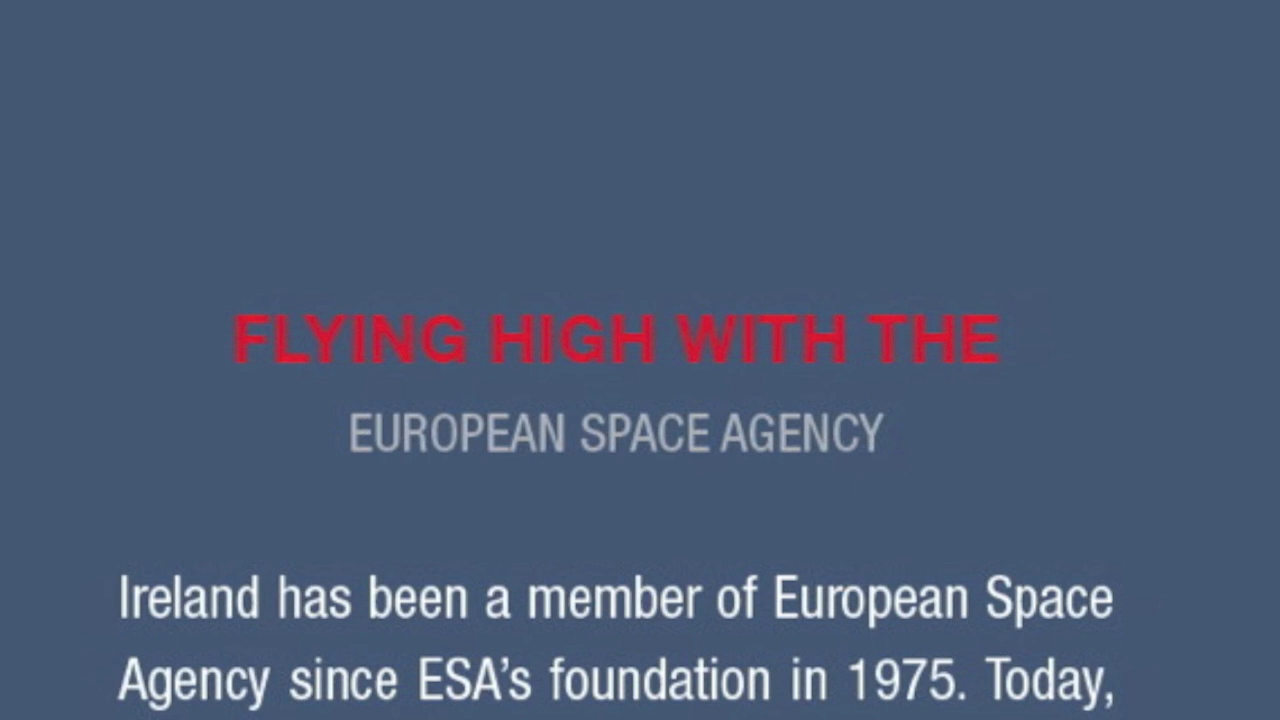 FLYING HIGH WITH THE
EUROPEAN SPACE AGENCY
Ireland has been a member of European Space
Agency since ESA’s foundation in 1975. Today,